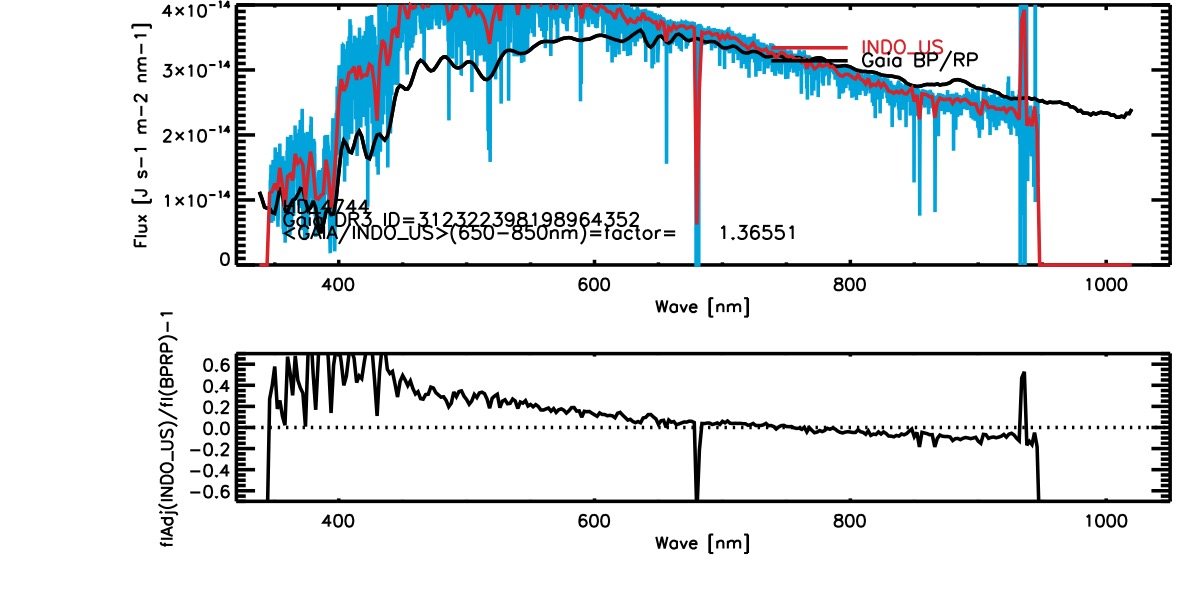 4×10⁻¹⁴
3×10⁻¹⁴
2×10⁻¹⁴
1×10⁻¹⁴
0
Flux [J s−1 m−2 nm−1]
INDO_US
Gaia BP/RP
HD 4744
Gaia DR3 ID=3123223981989643​52
<GAIA/INDO_US>(650−850nm)=factor= 1.36551
400 600 800 1000
Wave [nm]
flAdj(INDO_US)/fl(BPRP)−1
0.6
0.4
0.2
0.0
−0.2
−0.4
−0.6
400 600 800 1000
Wave [nm]